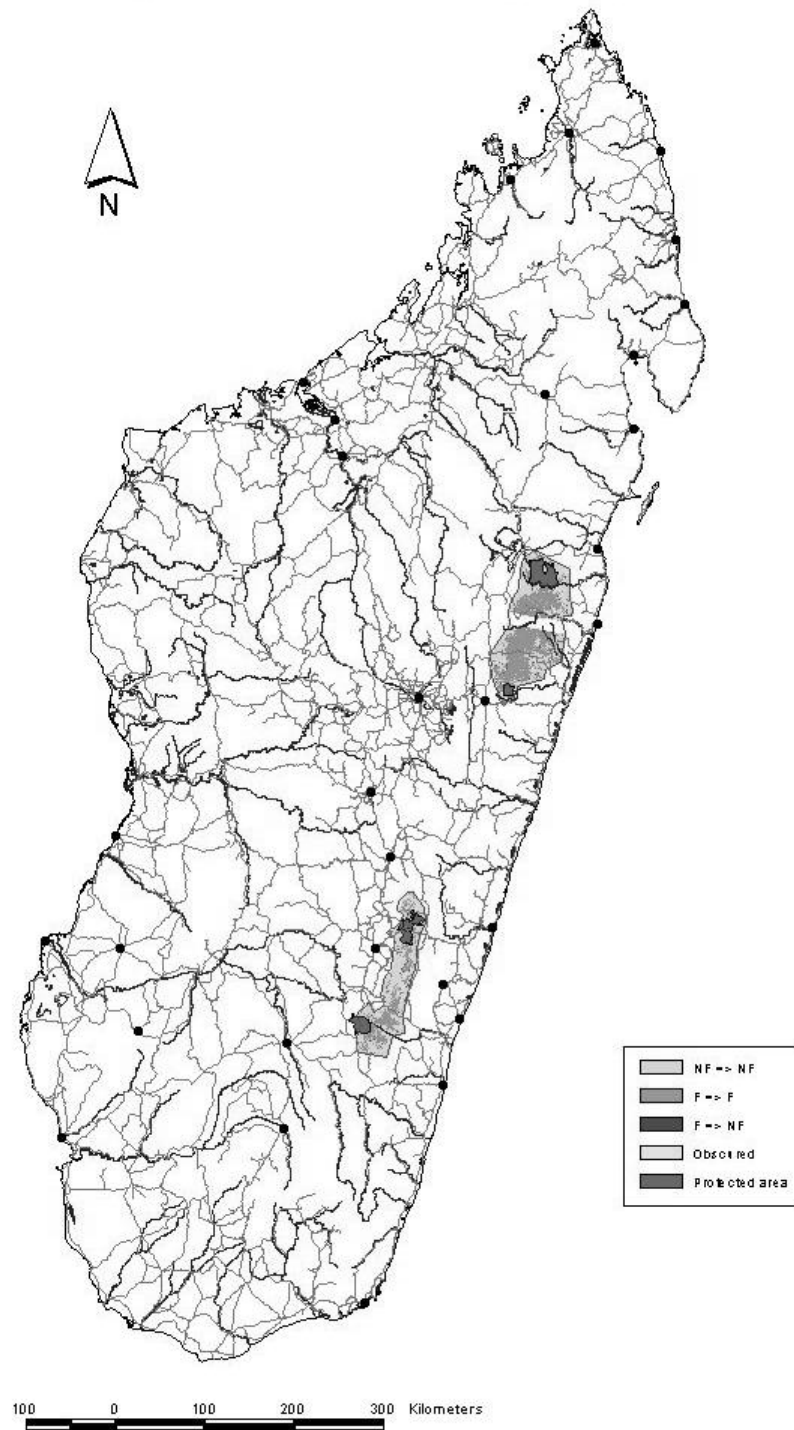 N
NF => NF
F => F
F => NF
Obscured
Protected area
100 0 100 200 300 Kilometers